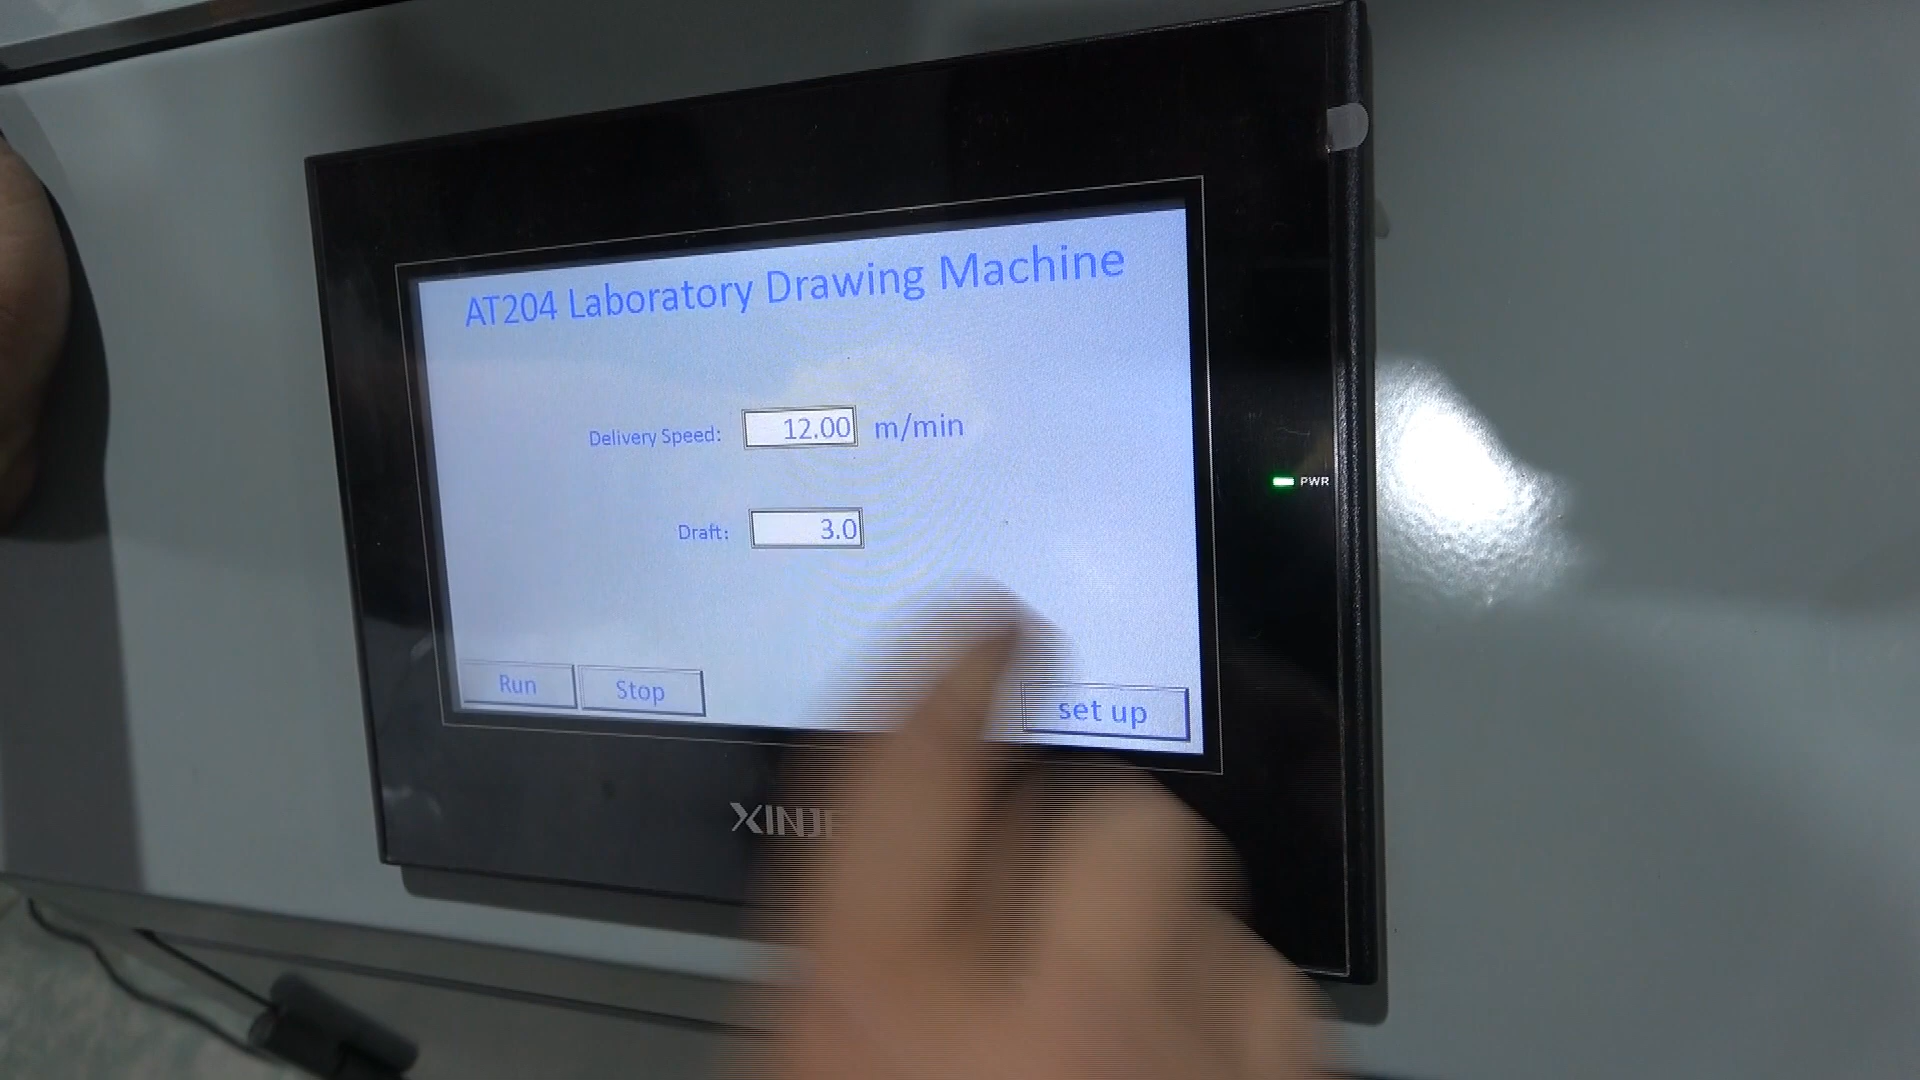 AT204 Laboratory Drawing Machine
Delivery Speed: 12.00 m/min
Draft: 3.0
Run Stop set up
PWR